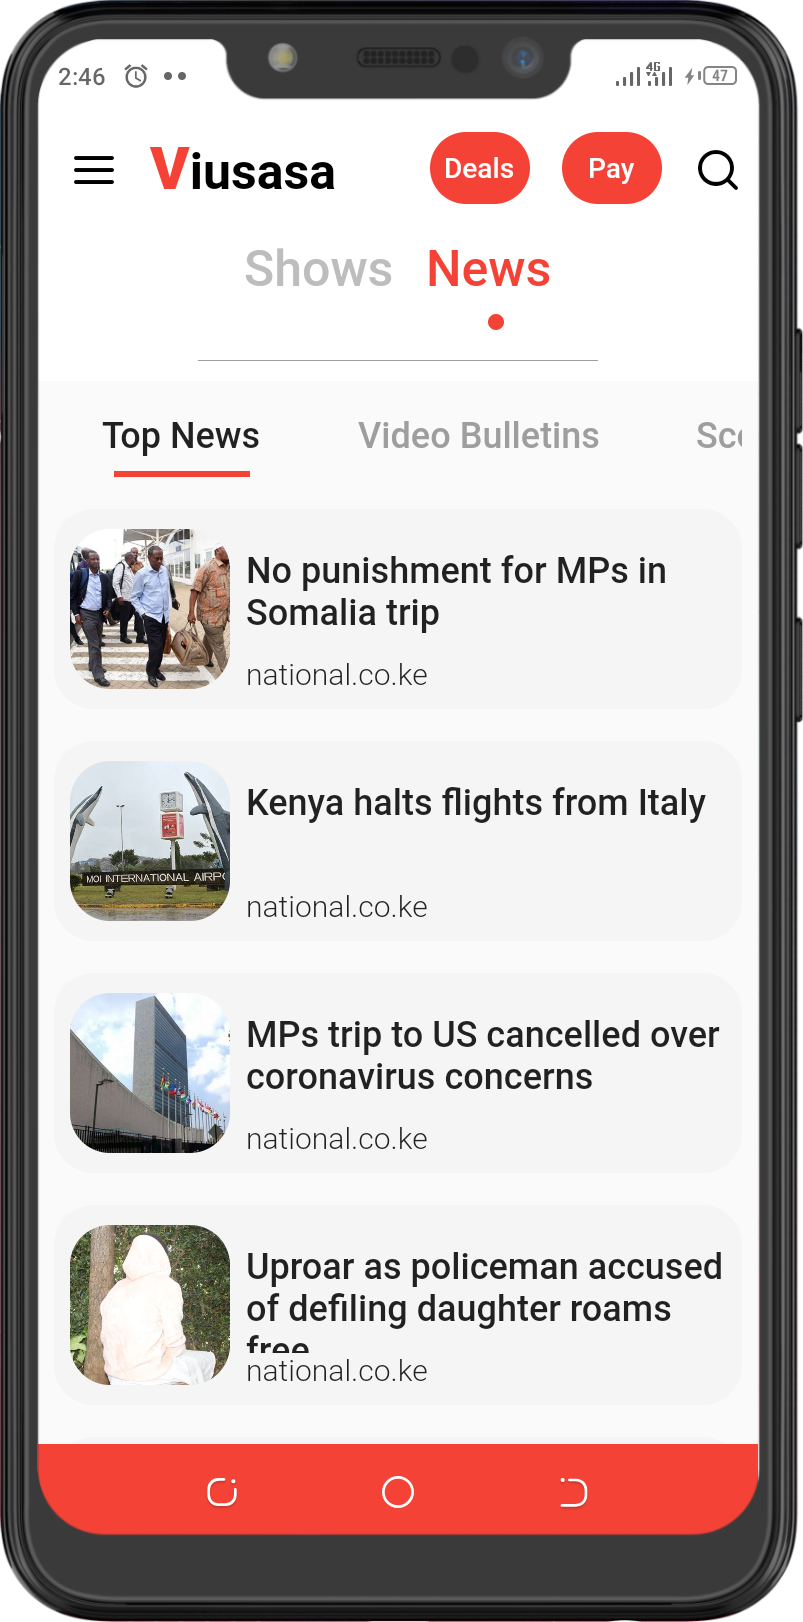 2:46
4G
47
Viusasa
Deals
Pay
Shows
News
Top News
Video Bulletins
No punishment for MPs in
Somalia trip
national.co.ke
MOI INTERNATIONAL AIRPO
Kenya halts flights from Italy
national.co.ke
MPs trip to US cancelled over
coronavirus concerns
national.co.ke
Uproar as policeman accused
of defiling daughter roams
free
national.co.ke